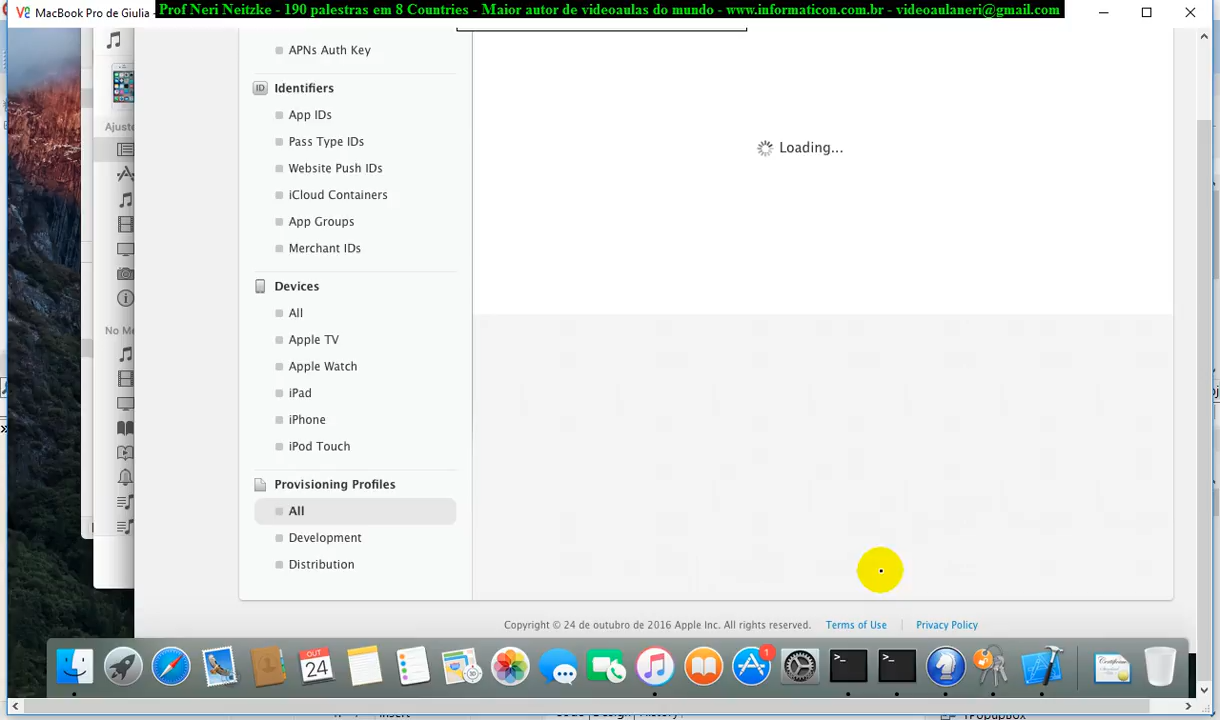 MacBook Pro de Giulia -
Prof Neri Neitzke - 190 palestras em 8 Countries - Maior autor de videoaulas do mundo - www.informaticon.com.br - videoaulaneri@gmail.com
APNs Auth Key
Identifiers
App IDs
Pass Type IDs
Website Push IDs
iCloud Containers
App Groups
Merchant IDs
Loading...
Devices
All
Apple TV
Apple Watch
iPad
iPhone
iPod Touch
Provisioning Profiles
All
Development
Distribution
Ajuste
No Me
Copyright © 24 de outubro de 2016 Apple Inc. All rights reserved.
Terms of Use
Privacy Policy
OUT
24
1